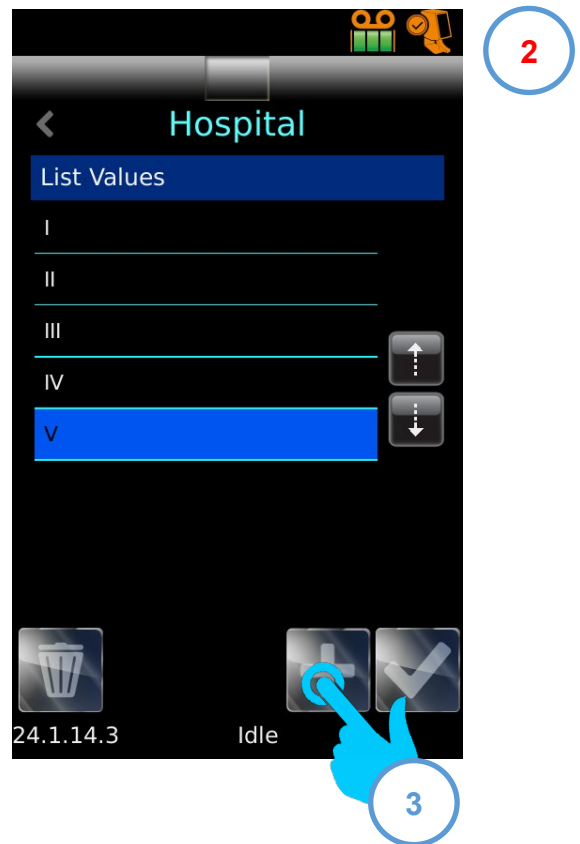 2
Hospital
List Values
I
II
III
IV
V
24.1.14.3 Idle
3